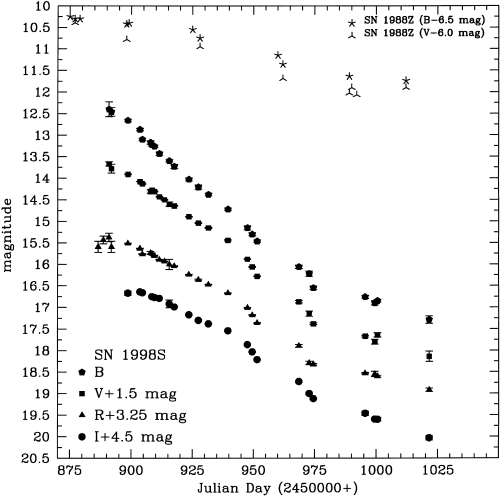 10
10.5
11
11.5
12
12.5
13
13.5
14
14.5
15
15.5
16
16.5
17
17.5
18
18.5
19
19.5
20
20.5
magnitude
SN 1988Z (B-6.5 mag)
SN 1988Z (V-6.0 mag)
SN 1998S
B
V+1.5 mag
R+3.25 mag
I+4.5 mag
875 900 925 950 975 1000 1025
Julian Day (2450000+)